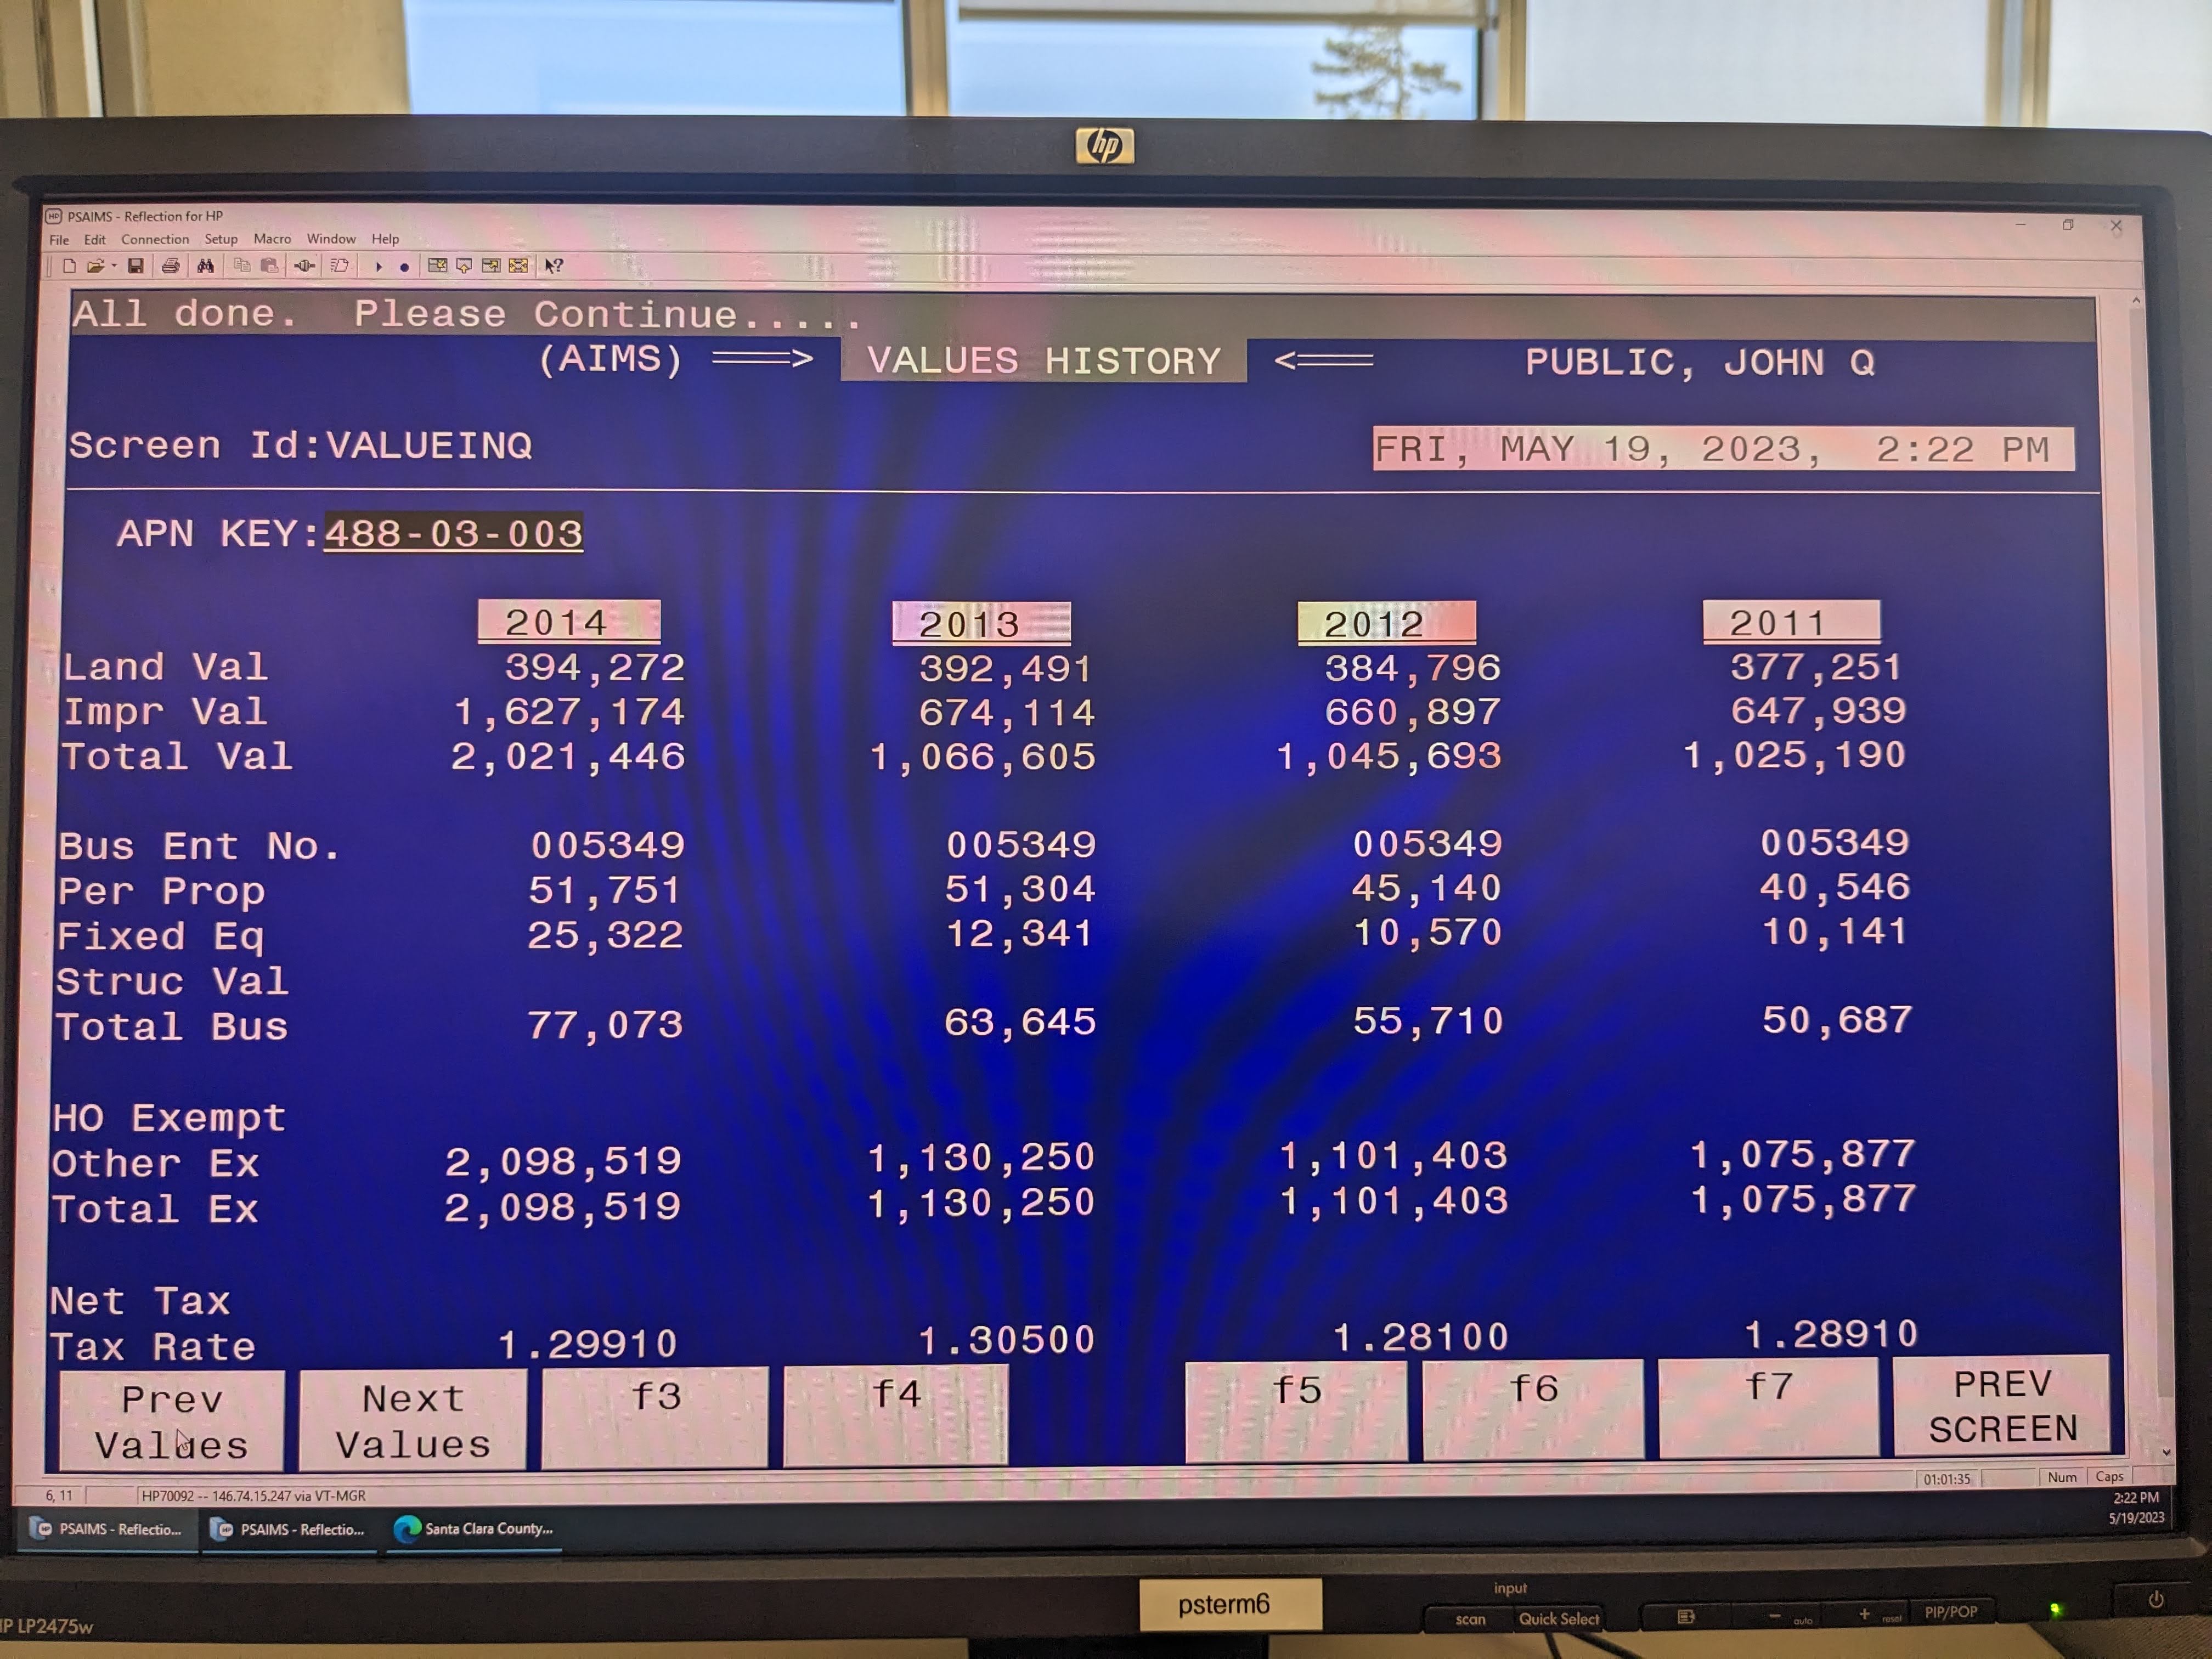 hp
PSAIMS - Reflection for HP
File Edit Connection Setup Macro Window Help
All done. Please Continue.....
(AIMS) ===> VALUES HISTORY <=== PUBLIC, JOHN Q
Screen Id:VALUEINQ FRI, MAY 19, 2023, 2:22 PM
APN KEY:488-03-003
2014 2013 2012 2011
Land Val 394,272 392,491 384,796 377,251
Impr Val 1,627,174 674,114 660,897 647,939
Total Val 2,021,446 1,066,605 1,045,693 1,025,190
Bus Ent No. 005349 005349 005349 005349
Per Prop 51,751 51,304 45,140 40,546
Fixed Eq 25,322 12,341 10,570 10,141
Struc Val
Total Bus 77,073 63,645 55,710 50,687
HO Exempt
Other Ex 2,098,519 1,130,250 1,101,403 1,075,877
Total Ex 2,098,519 1,130,250 1,101,403 1,075,877
Net Tax
Tax Rate 1.29910 1.30500 1.28100 1.28910
Prev Next f3 f4 f5 f6 f7 PREV
Values Values SCREEN
01:01:35 Num Caps
6, 11 HP70092 -- 146.74.15.247 via VT-MGR
2:22 PM
PSAIMS - Reflectio... PSAIMS - Reflectio... Santa Clara County... 5/19/2023
psterm6
input
scan Quick Select − auto + reset PIP/POP
HP LP2475w